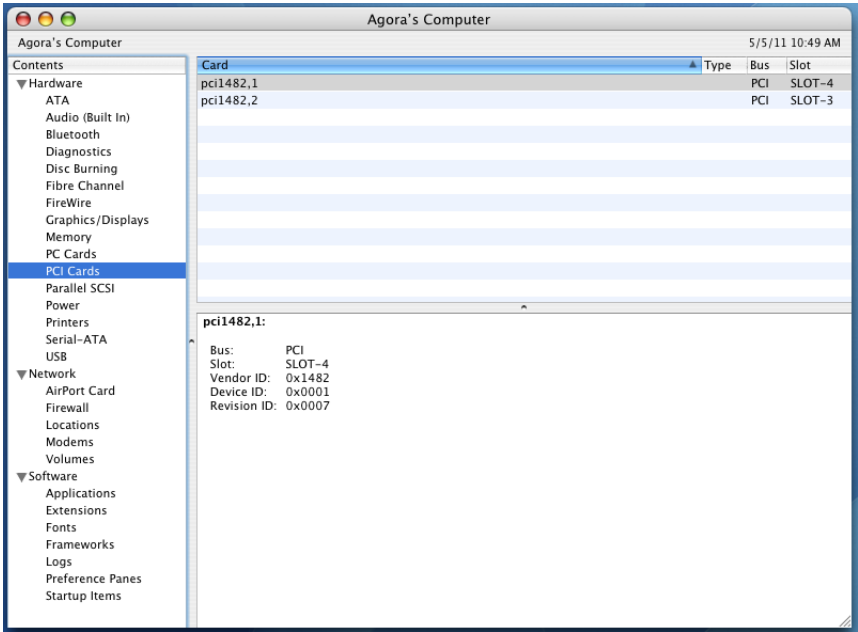 Agora's Computer
Agora's Computer 5/5/11 10:49 AM
Contents
Hardware
ATA
Audio (Built In)
Bluetooth
Diagnostics
Disc Burning
Fibre Channel
FireWire
Graphics/Displays
Memory
PC Cards
PCI Cards
Parallel SCSI
Power
Printers
Serial-ATA
USB
Network
AirPort Card
Firewall
Locations
Modems
Volumes
Software
Applications
Extensions
Fonts
Frameworks
Logs
Preference Panes
Startup Items
Card Type Bus Slot
pci1482,1 PCI SLOT-4
pci1482,2 PCI SLOT-3
pci1482,1:
Bus: PCI
Slot: SLOT-4
Vendor ID: 0x1482
Device ID: 0x0001
Revision ID: 0x0007